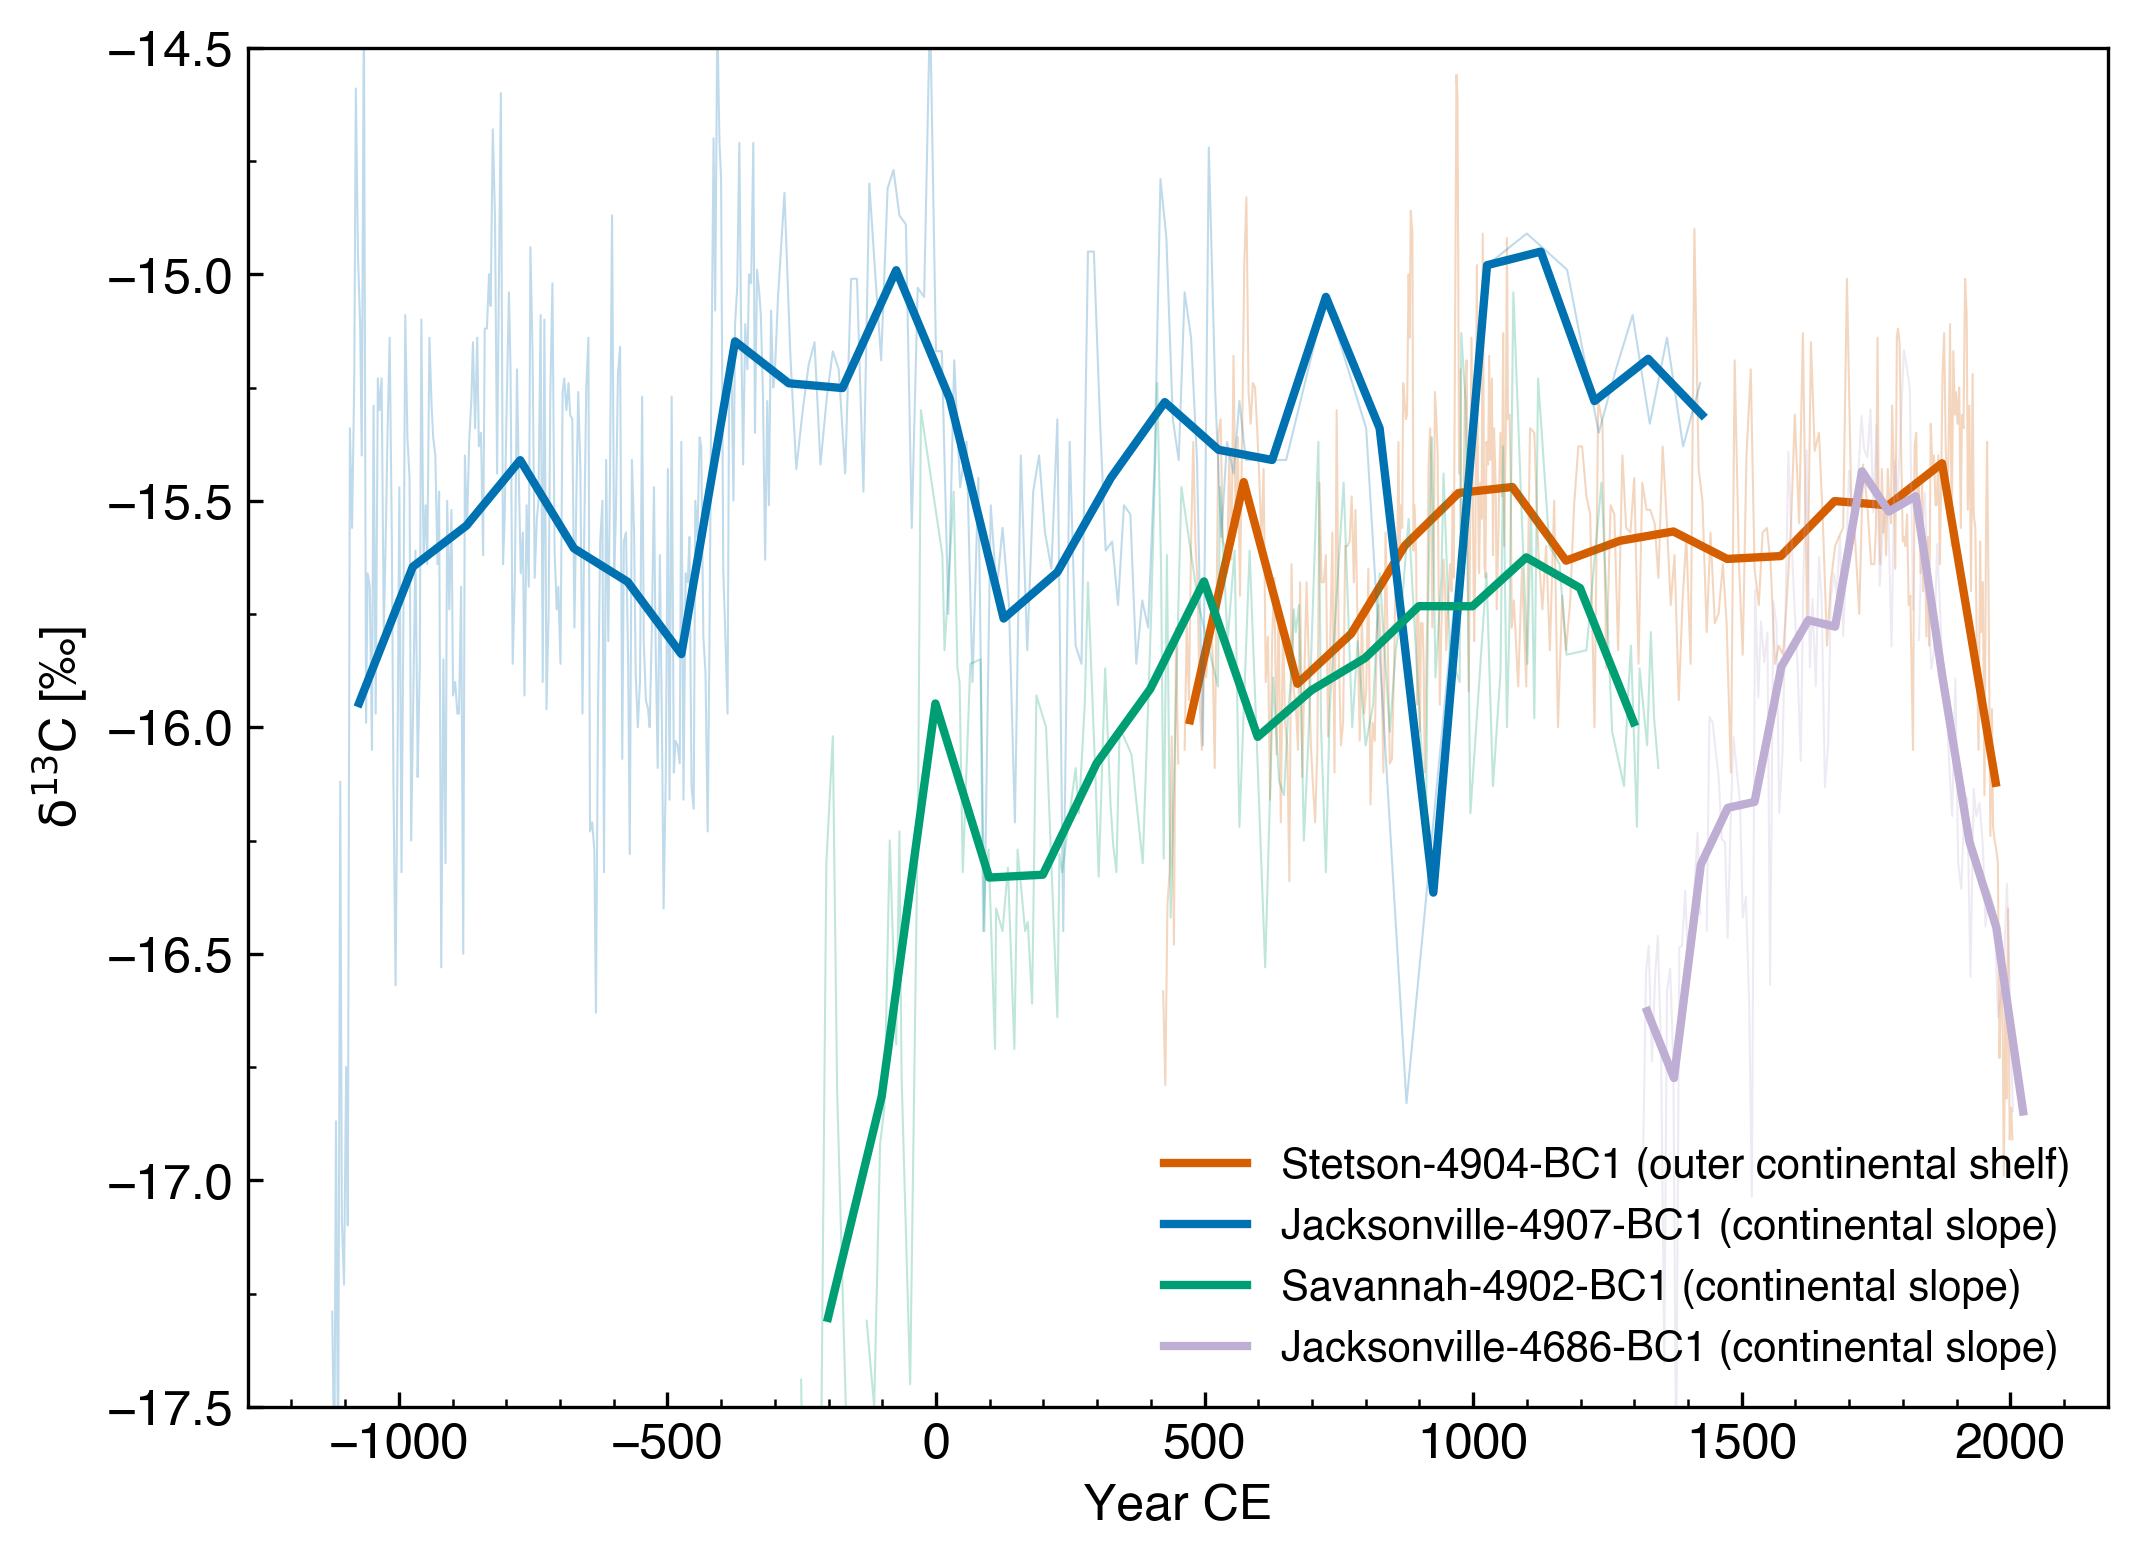 −14.5
−15.0
−15.5
−16.0
−16.5
−17.0
−17.5
δ¹³C [‰]
Stetson-4904-BC1 (outer continental shelf)
Jacksonville-4907-BC1 (continental slope)
Savannah-4902-BC1 (continental slope)
Jacksonville-4686-BC1 (continental slope)
−1000 −500 0 500 1000 1500 2000
Year CE